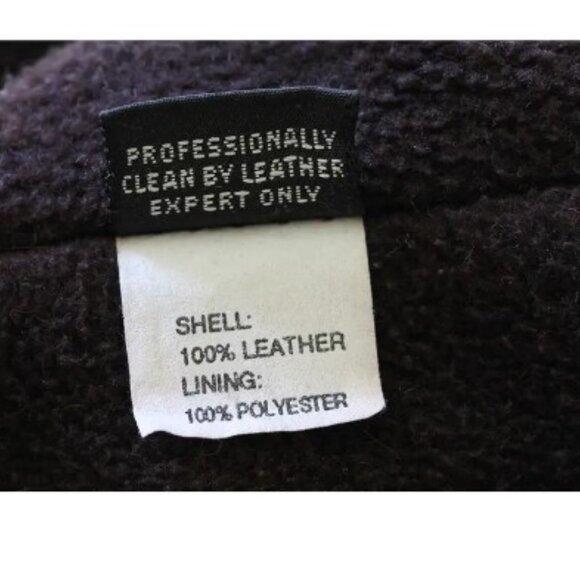 PROFESSIONALLY
CLEAN BY LEATHER
EXPERT ONLY
SHELL:
100% LEATHER
LINING:
100% POLYESTER